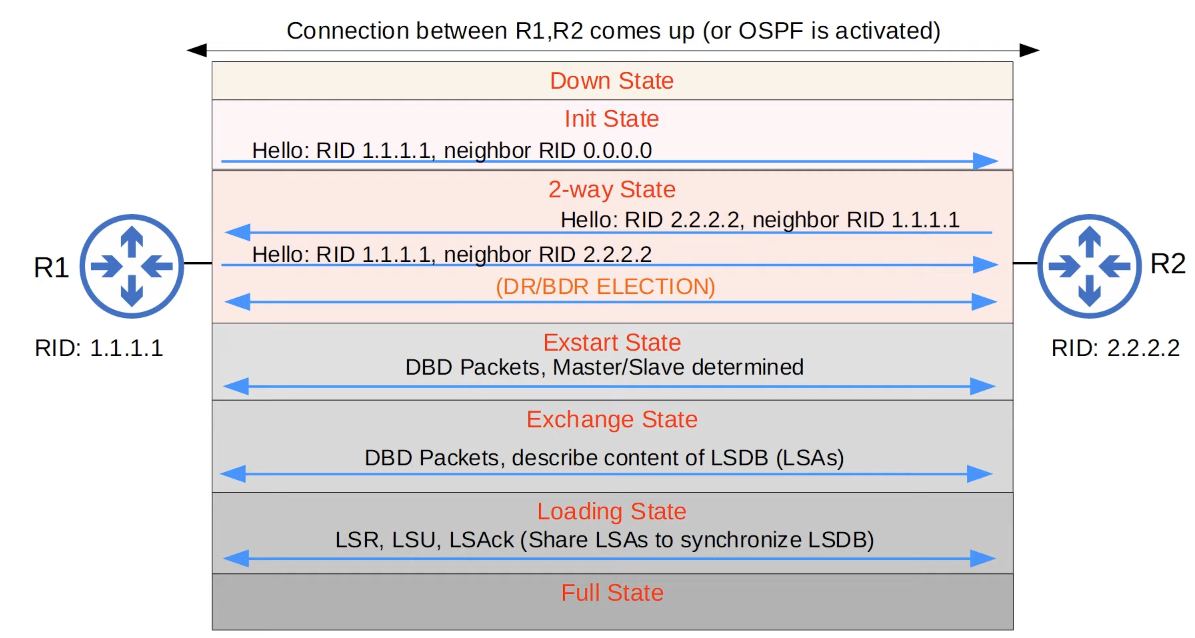 Connection between R1,R2 comes up (or OSPF is activated)
Down State
Init State
Hello: RID 1.1.1.1, neighbor RID 0.0.0.0
2-way State
Hello: RID 2.2.2.2, neighbor RID 1.1.1.1
Hello: RID 1.1.1.1, neighbor RID 2.2.2.2
(DR/BDR ELECTION)
R1
RID: 1.1.1.1
R2
RID: 2.2.2.2
Exstart State
DBD Packets, Master/Slave determined
Exchange State
DBD Packets, describe content of LSDB (LSAs)
Loading State
LSR, LSU, LSAck (Share LSAs to synchronize LSDB)
Full State